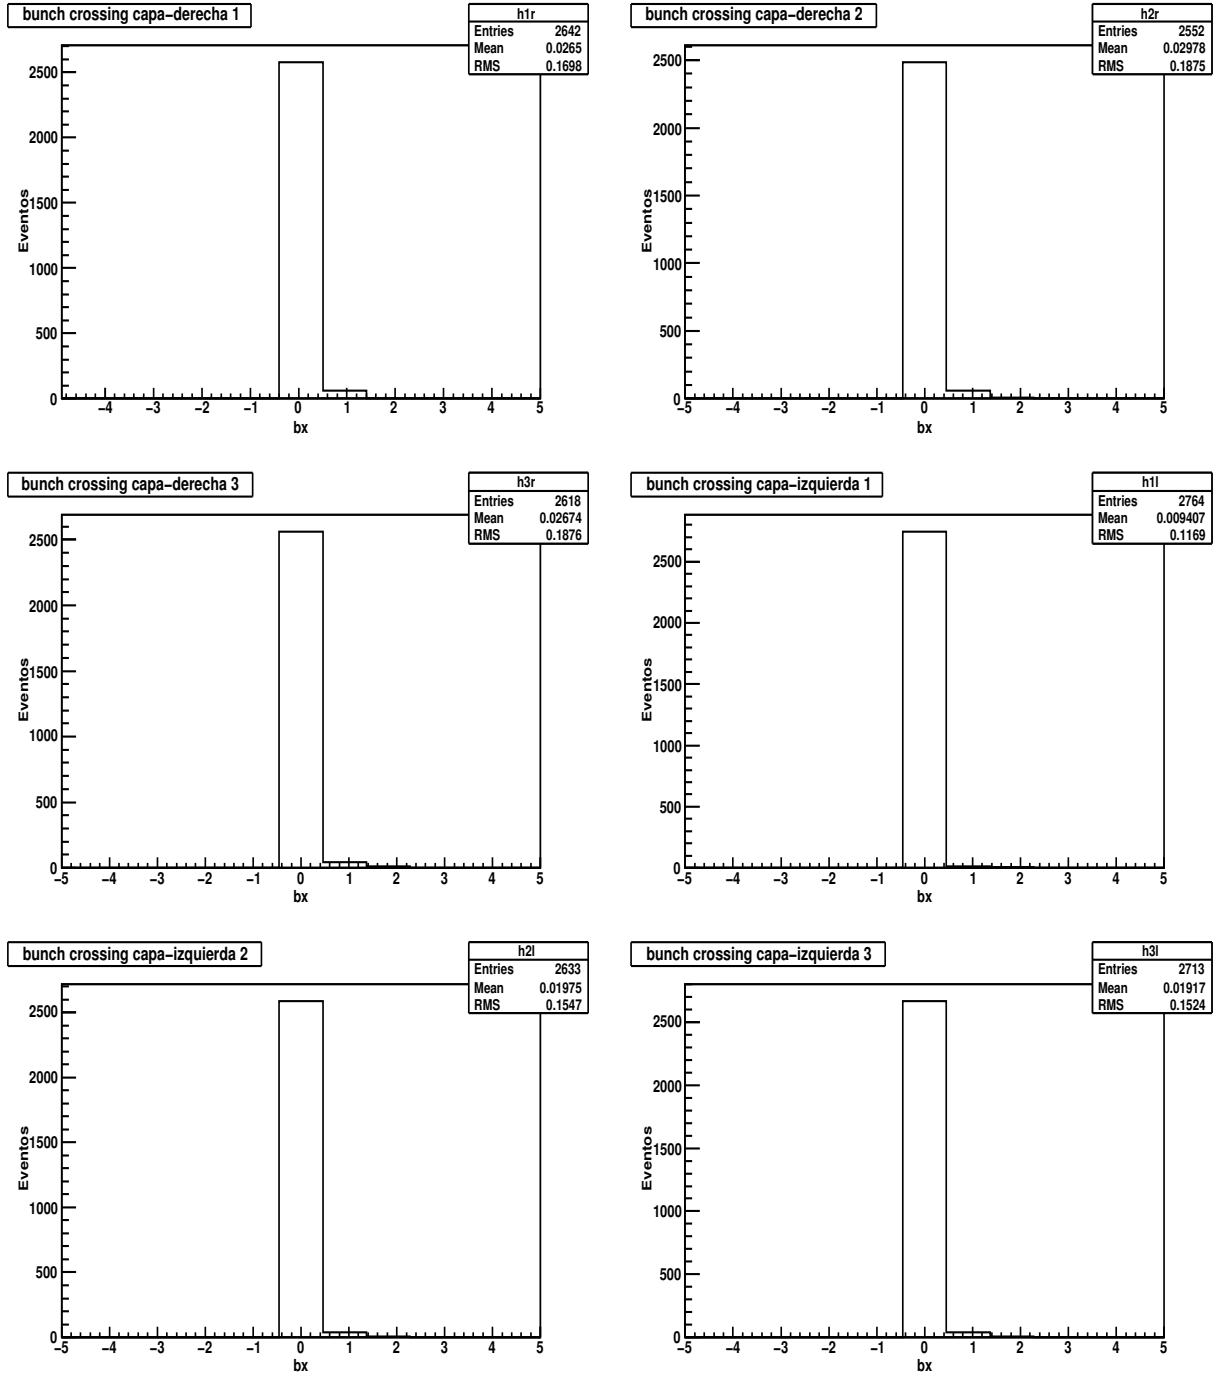 bunch crossing capa-derecha 1
h1r
Entries 2642
Mean 0.0265
RMS 0.1698
Eventos
2500
2000
1500
1000
500
0
-4 -3 -2 -1 0 1 2 3 4 5
bx
bunch crossing capa-derecha 2
h2r
Entries 2552
Mean 0.02978
RMS 0.1875
Eventos
2500
2000
1500
1000
500
0
-5 -4 -3 -2 -1 0 1 2 3 4 5
bx
bunch crossing capa-derecha 3
h3r
Entries 2618
Mean 0.02674
RMS 0.1876
Eventos
2500
2000
1500
1000
500
0
-5 -4 -3 -2 -1 0 1 2 3 4 5
bx
bunch crossing capa-izquierda 1
h1l
Entries 2764
Mean 0.009407
RMS 0.1169
Eventos
2500
2000
1500
1000
500
0
-5 -4 -3 -2 -1 0 1 2 3 4 5
bx
bunch crossing capa-izquierda 2
h2l
Entries 2633
Mean 0.01975
RMS 0.1547
Eventos
2500
2000
1500
1000
500
0
-5 -4 -3 -2 -1 0 1 2 3 4 5
bx
bunch crossing capa-izquierda 3
h3l
Entries 2713
Mean 0.01917
RMS 0.1524
Eventos
2500
2000
1500
1000
500
0
-5 -4 -3 -2 -1 0 1 2 3 4 5
bx